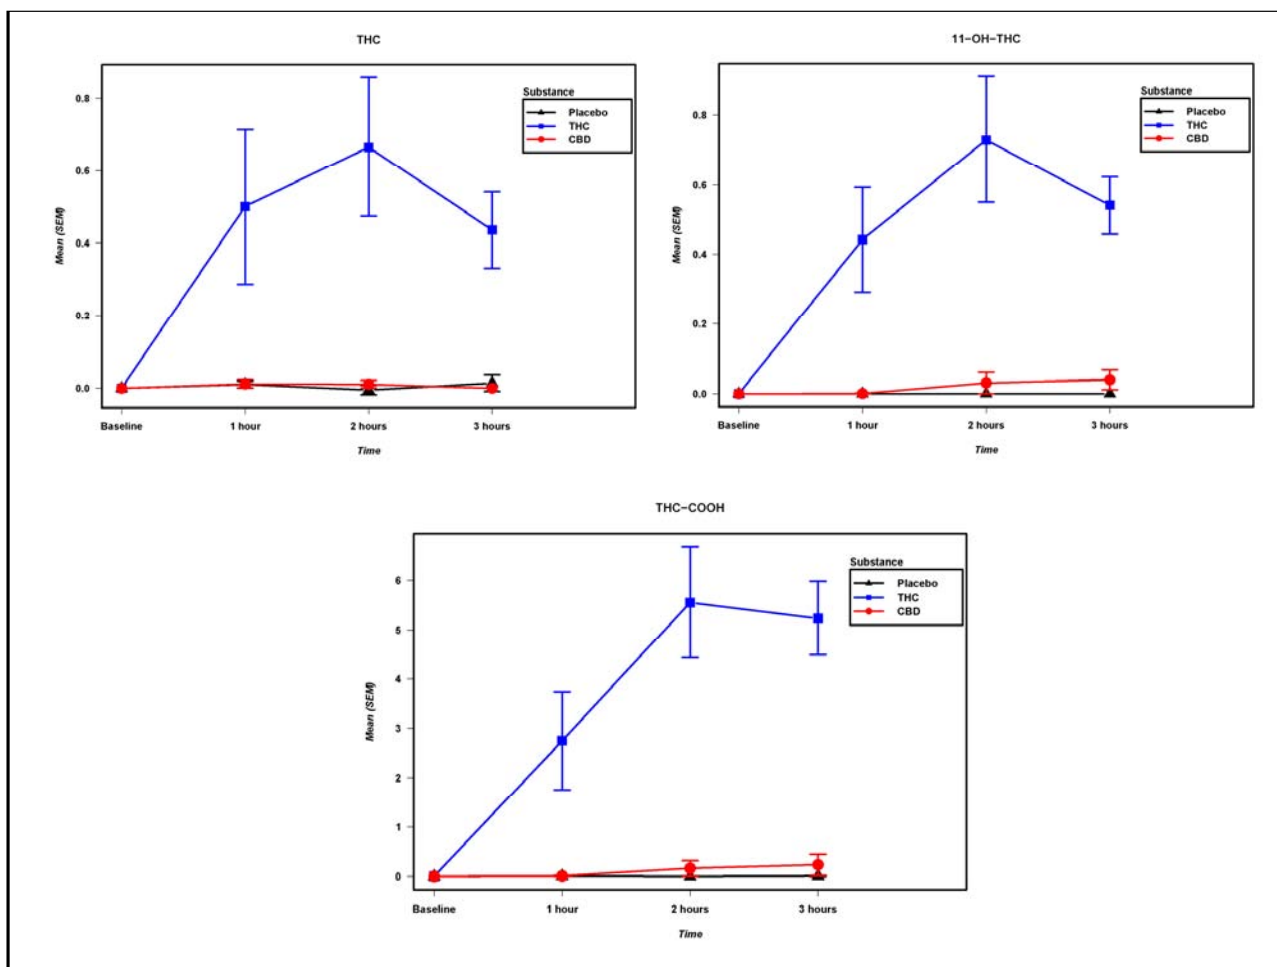 THC
Substance
Placebo
THC
CBD
Mean (SEM)
0.8
0.6
0.4
0.2
0.0
Baseline 1 hour 2 hours 3 hours
Time
11−OH−THC
Substance
Placebo
THC
CBD
Mean (SEM)
0.8
0.6
0.4
0.2
0.0
Baseline 1 hour 2 hours 3 hours
Time
THC−COOH
Substance
Placebo
THC
CBD
Mean (SEM)
6
5
4
3
2
1
0
Baseline 1 hour 2 hours 3 hours
Time